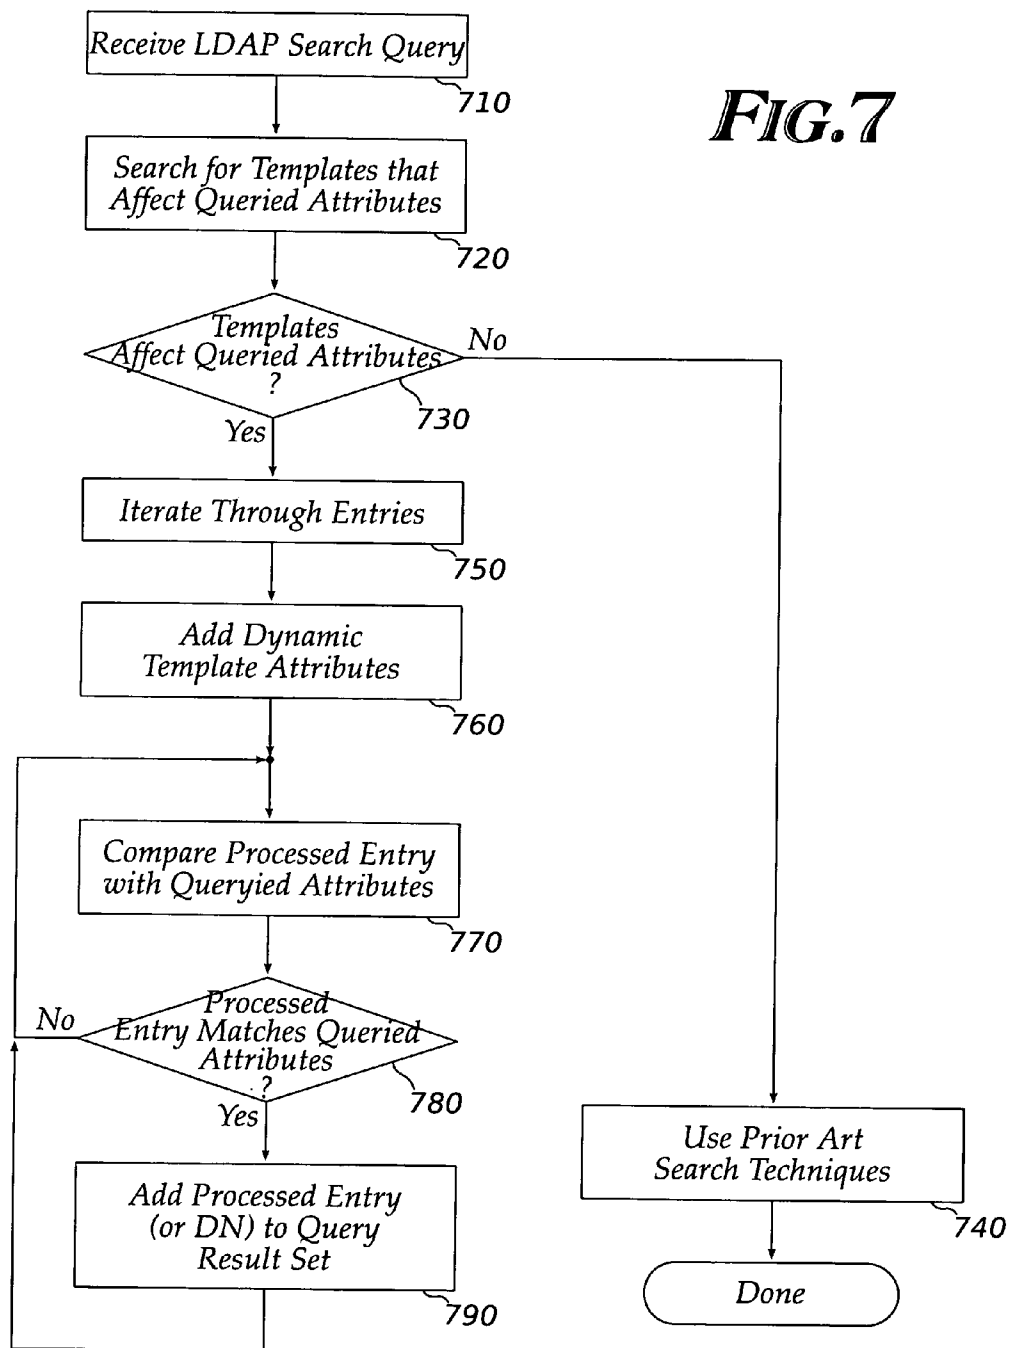 Receive LDAP Search Query
710
FIG. 7
Search for Templates that
Affect Queried Attributes
720
Templates
Affect Queried Attributes
?
No
730
Yes
Iterate Through Entries
750
Add Dynamic
Template Attributes
760
Compare Processed Entry
with Queryied Attributes
770
Processed
Entry Matches Queried
Attributes
?
No
780
Yes
Use Prior Art
Search Techniques
740
Add Processed Entry
(or DN) to Query
Result Set
790
Done